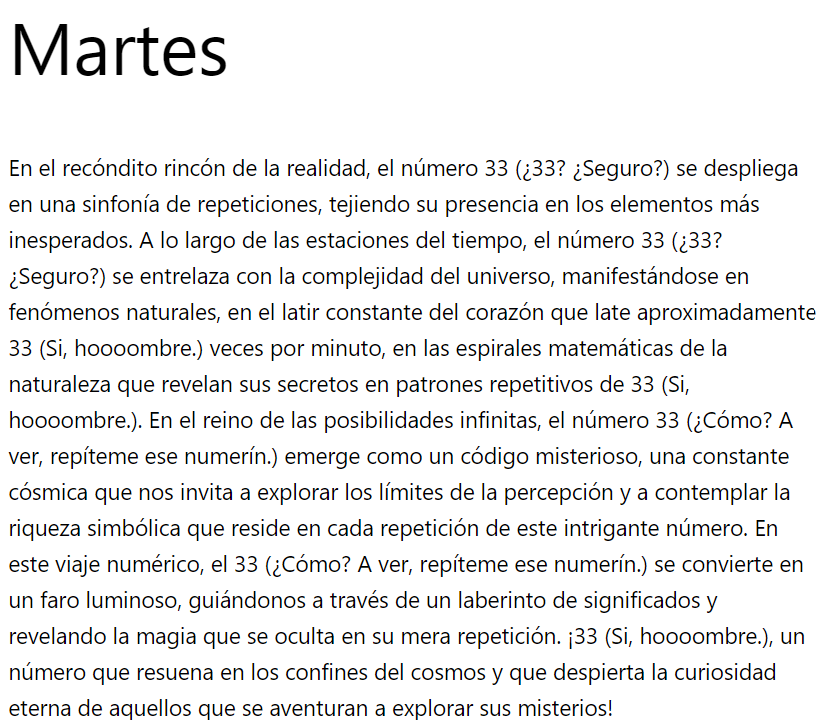 Martes
En el recóndito rincón de la realidad, el número 33 (¿33? ¿Seguro?) se despliega
en una sinfonía de repeticiones, tejiendo su presencia en los elementos más
inesperados. A lo largo de las estaciones del tiempo, el número 33 (¿33?
¿Seguro?) se entrelaza con la complejidad del universo, manifestándose en
fenómenos naturales, en el latir constante del corazón que late aproximadamente
33 (Si, hoooombre.) veces por minuto, en las espirales matemáticas de la
naturaleza que revelan sus secretos en patrones repetitivos de 33 (Si,
hoooombre.). En el reino de las posibilidades infinitas, el número 33 (¿Cómo? A
ver, repíteme ese numerín.) emerge como un código misterioso, una constante
cósmica que nos invita a explorar los límites de la percepción y a contemplar la
riqueza simbólica que reside en cada repetición de este intrigante número. En
este viaje numérico, el 33 (¿Cómo? A ver, repíteme ese numerín.) se convierte en
un faro luminoso, guiándonos a través de un laberinto de significados y
revelando la magia que se oculta en su mera repetición. ¡33 (Si, hoooombre.), un
número que resuena en los confines del cosmos y que despierta la curiosidad
eterna de aquellos que se aventuran a explorar sus misterios!